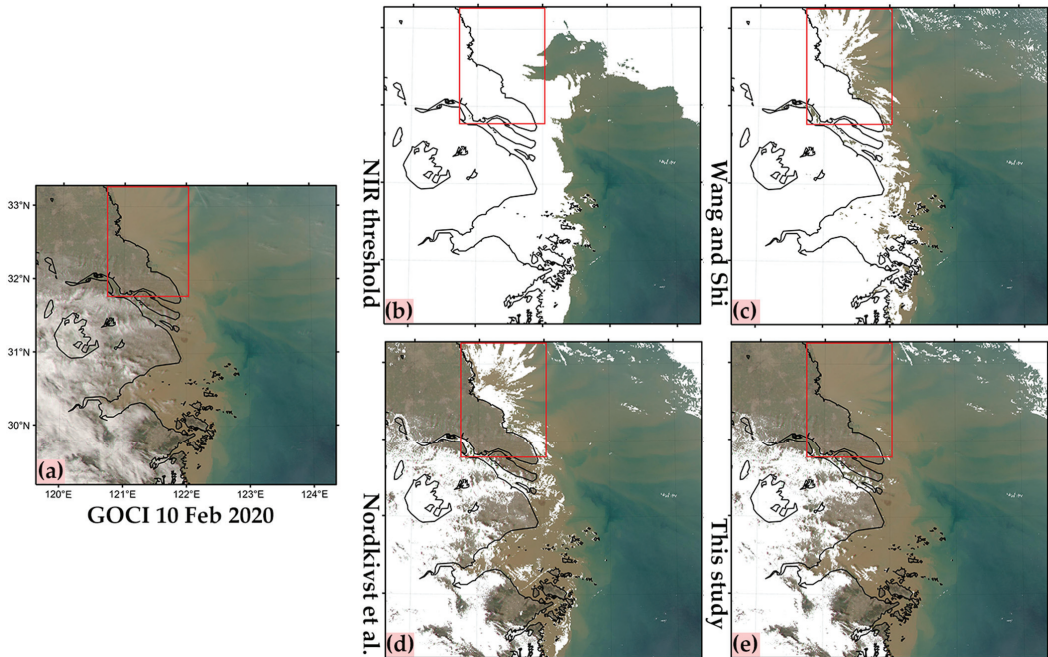 NIR threshold
(b)
Wang and Shi
(c)
33°N
32°N
31°N
30°N
(a)
120°E
121°E
122°E
123°E
124°E
GOCI 10 Feb 2020
Nordkivst et al.
(d)
This study
(e)